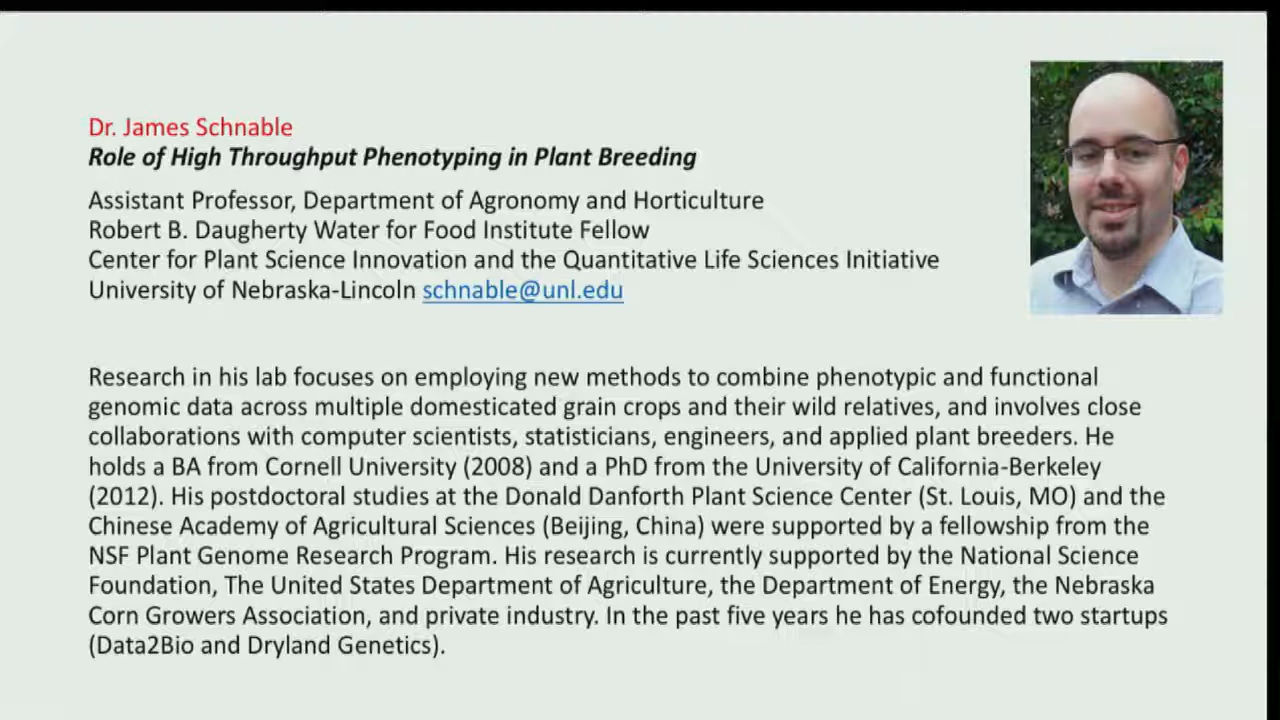 Dr. James Schnable
Role of High Throughput Phenotyping in Plant Breeding
Assistant Professor, Department of Agronomy and Horticulture
Robert B. Daugherty Water for Food Institute Fellow
Center for Plant Science Innovation and the Quantitative Life Sciences Initiative
University of Nebraska-Lincoln schnable@unl.edu
Research in his lab focuses on employing new methods to combine phenotypic and functional
genomic data across multiple domesticated grain crops and their wild relatives, and involves close
collaborations with computer scientists, statisticians, engineers, and applied plant breeders. He
holds a BA from Cornell University (2008) and a PhD from the University of California-Berkeley
(2012). His postdoctoral studies at the Donald Danforth Plant Science Center (St. Louis, MO) and the
Chinese Academy of Agricultural Sciences (Beijing, China) were supported by a fellowship from the
NSF Plant Genome Research Program. His research is currently supported by the National Science
Foundation, The United States Department of Agriculture, the Department of Energy, the Nebraska
Corn Growers Association, and private industry. In the past five years he has cofounded two startups
(Data2Bio and Dryland Genetics).